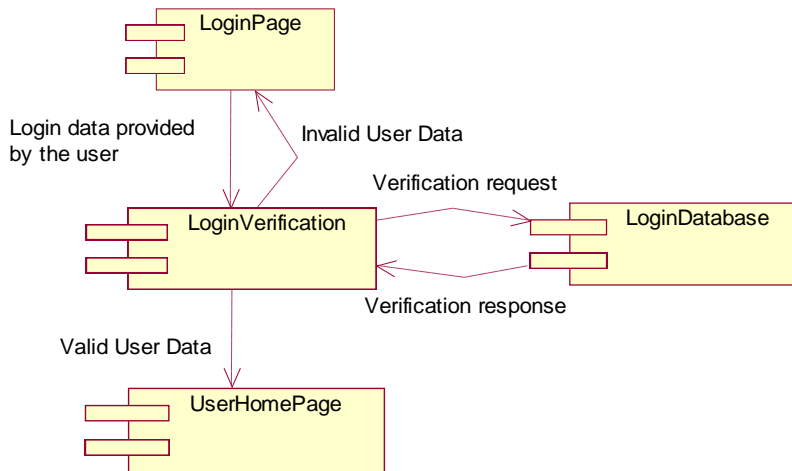 LoginPage
Login data provided
by the user
Invalid User Data
Verification request
LoginVerification
LoginDatabase
Verification response
Valid User Data
UserHomePage